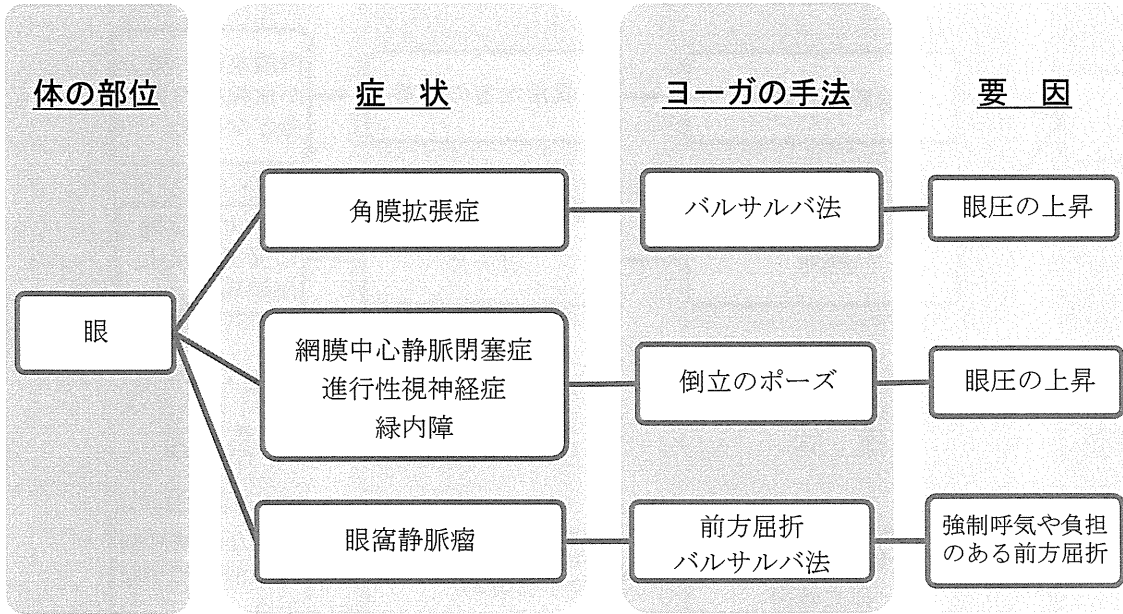 体の部位
症 状
ヨーガの手法
要 因
眼
角膜拡張症
バルサルバ法
眼圧の上昇
網膜中心静脈閉塞症
進行性視神経症
緑内障
倒立のポーズ
眼圧の上昇
眼窩静脈瘤
前方屈折
バルサルバ法
強制呼気や負担
のある前方屈折